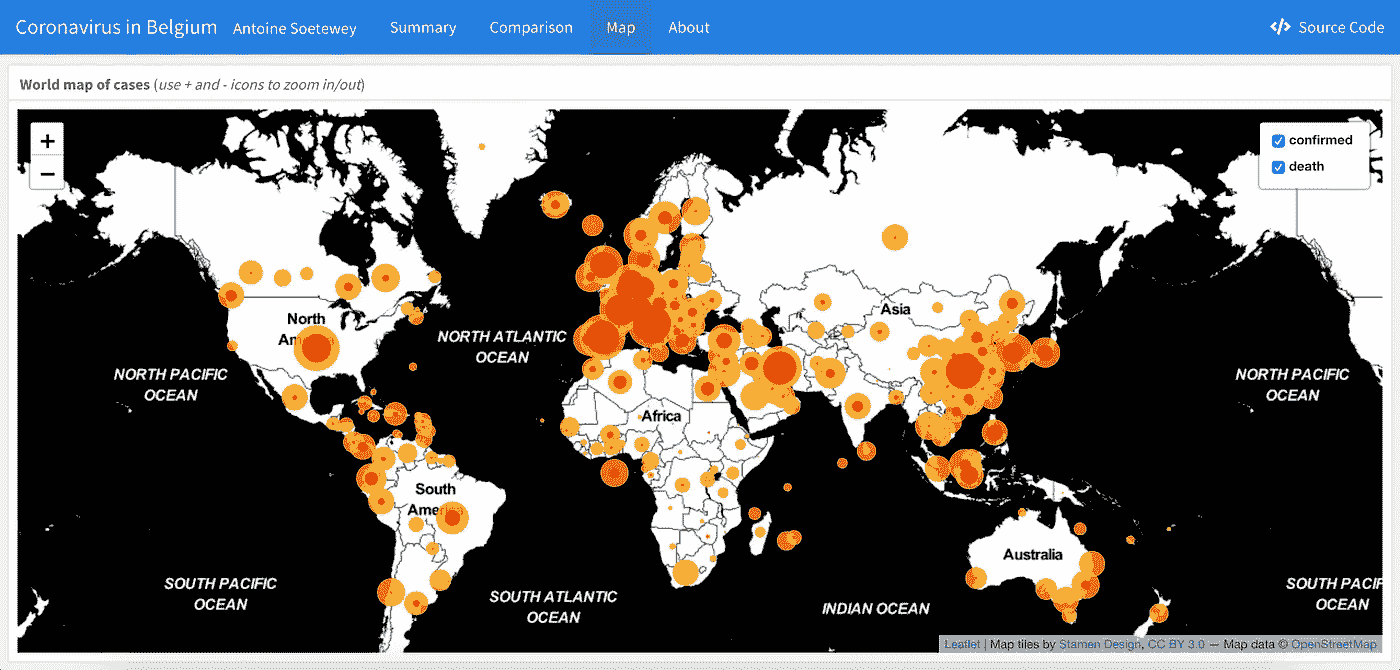 Coronavirus in Belgium Antoine Soetewey Summary Comparison Map About </> Source Code
World map of cases (use + and - icons to zoom in/out)
+
−
confirmed
death
North
Asia
NORTH ATLANTIC
OCEAN
NORTH PACIFIC
OCEAN
NORTH PACIFIC
OCEAN
Africa
South
Australia
SOUTH PACIFIC
OCEAN
SOUTH ATLANTIC
OCEAN
INDIAN OCEAN
SOUTH PACIF
OCEAN
Leaflet | Map tiles by Stamen Design, CC BY 3.0 — Map data © OpenStreetMap